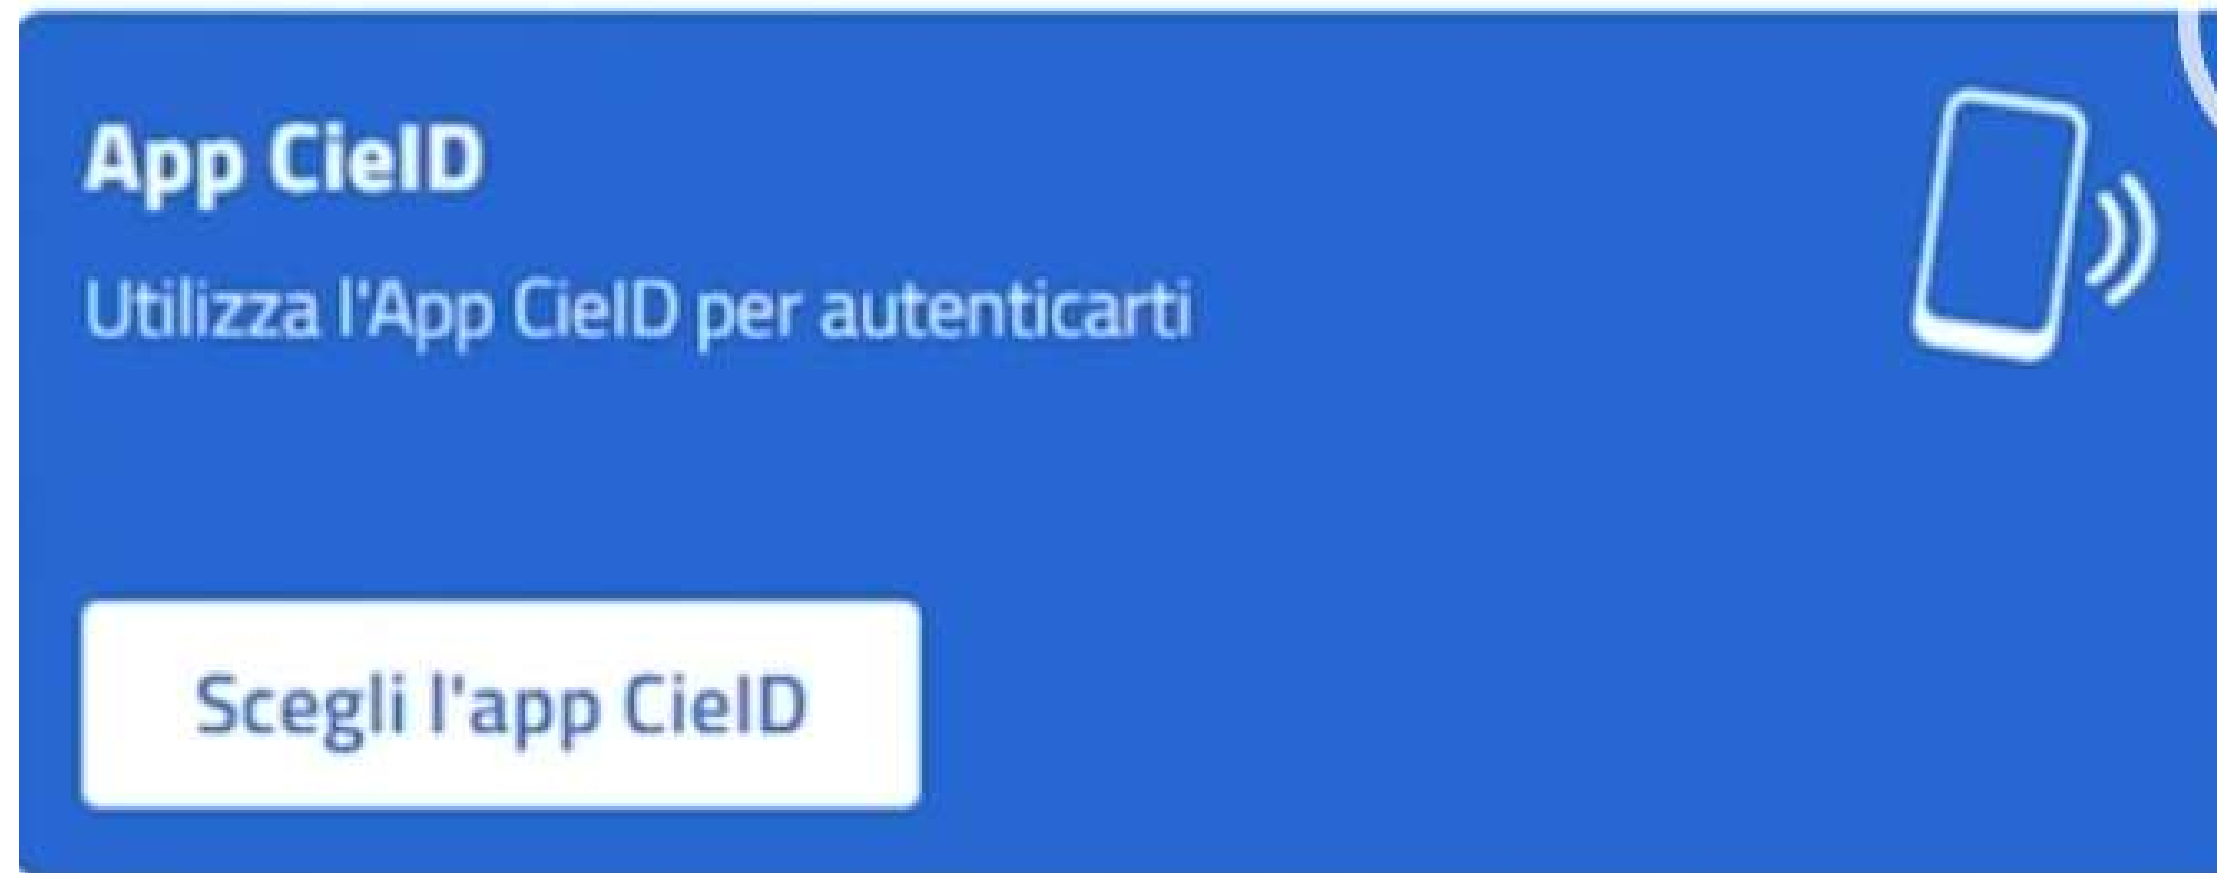 App CieID
Utilizza l'App CieID per autenticarti
Scegli l'app CieID